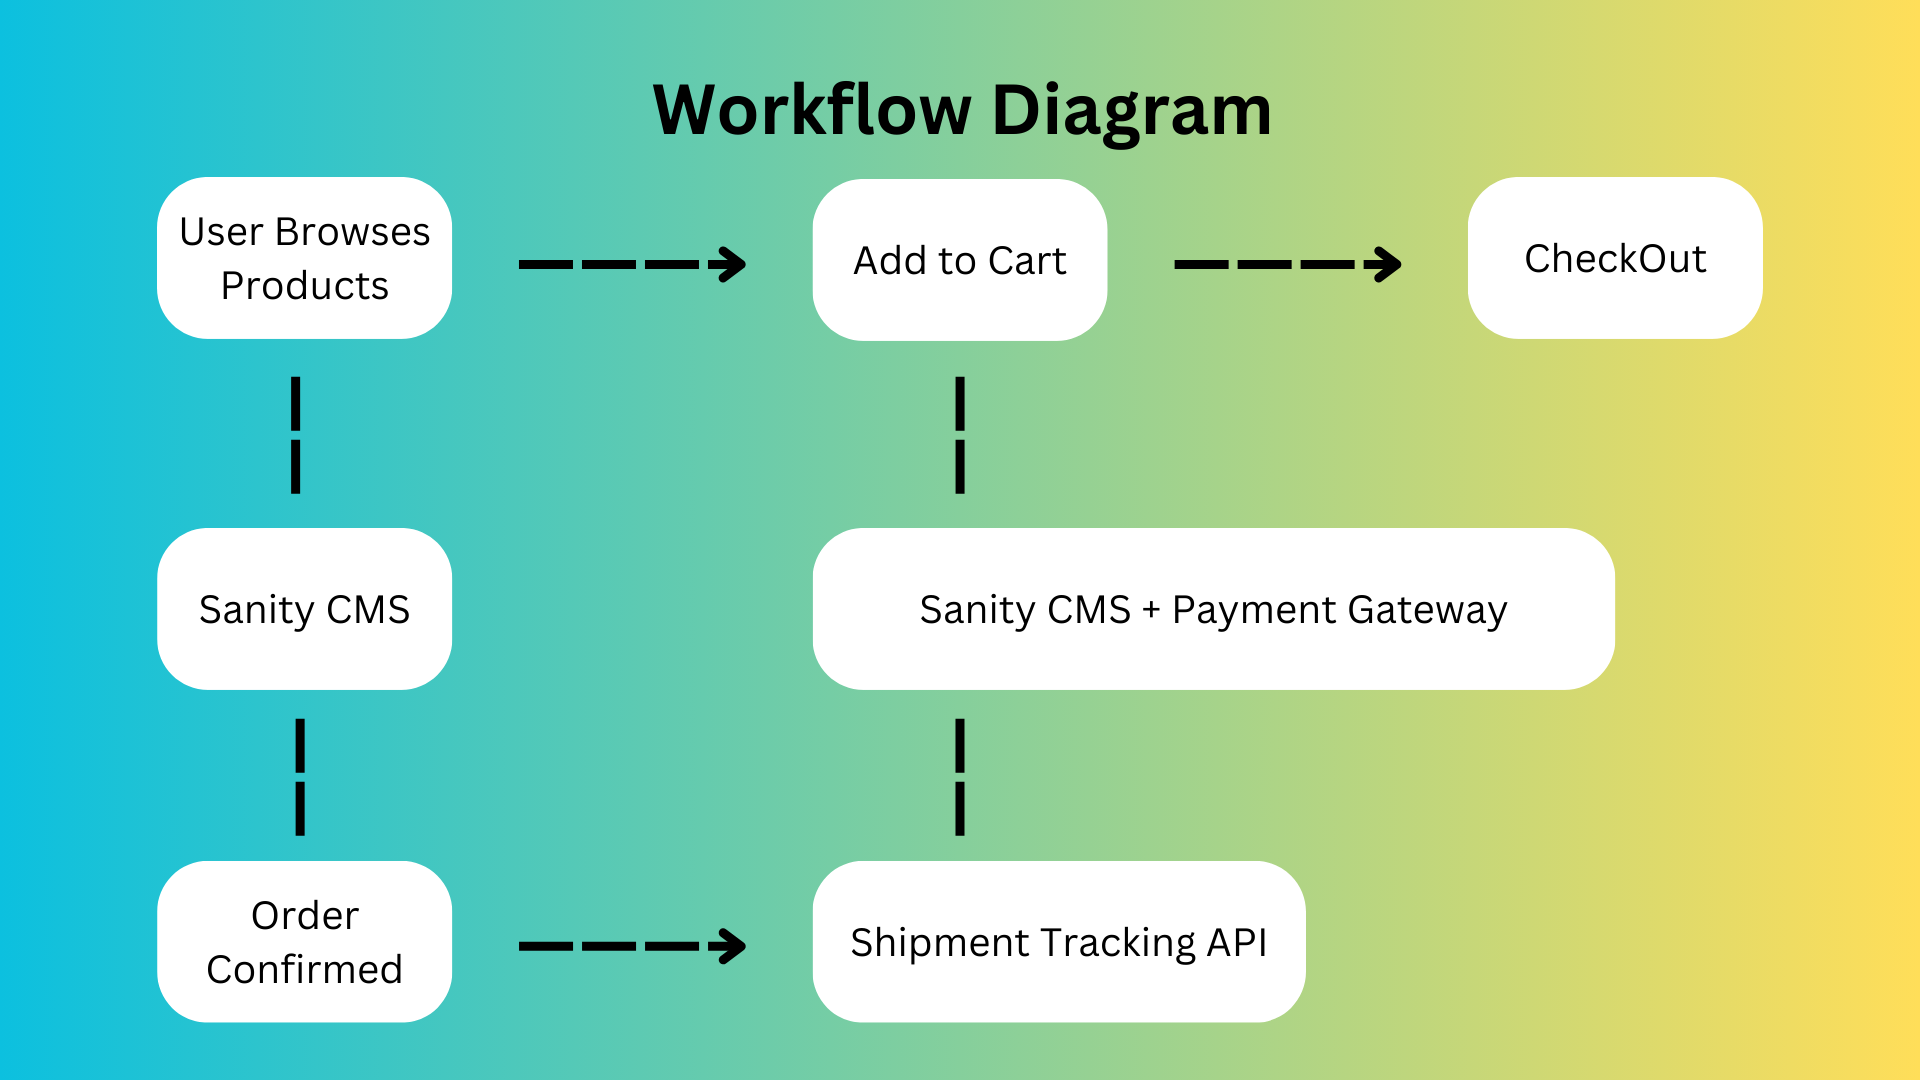 Workflow Diagram
User Browses
Products
Add to Cart
CheckOut
Sanity CMS
Sanity CMS + Payment Gateway
Order
Confirmed
Shipment Tracking API